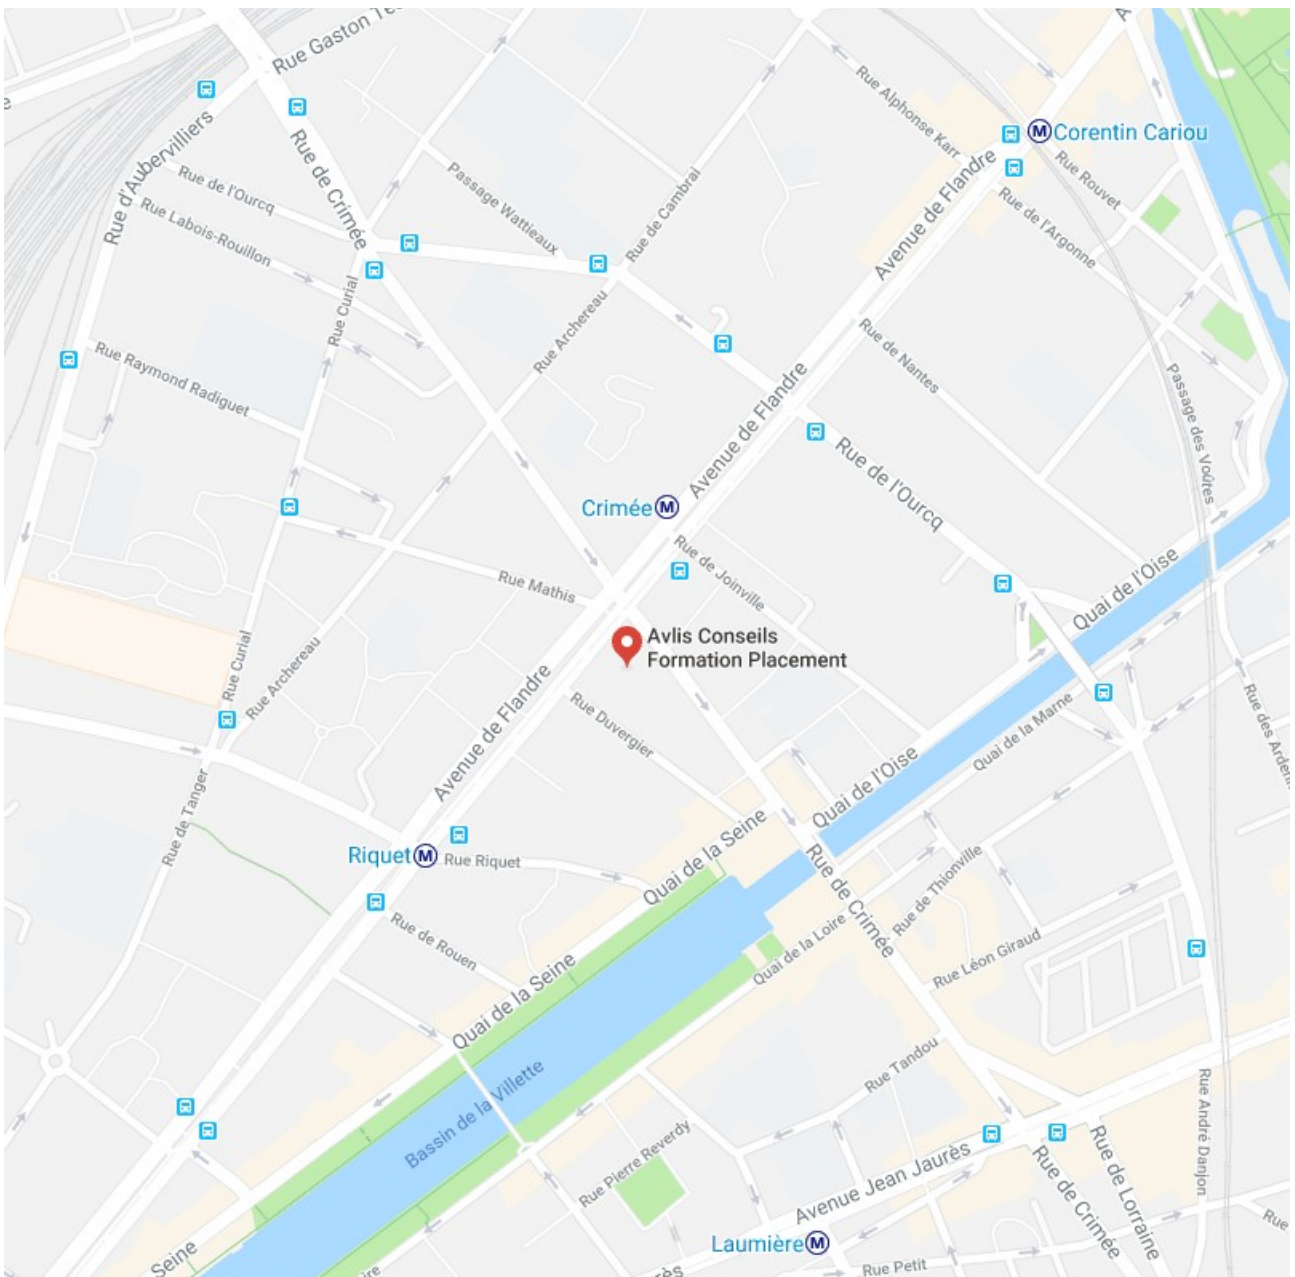 Rue Gaston Te
Rue d'Aubervilliers
Rue de Crimée
Rue de l'Ourcq
Rue Labois-Rouillon
Passage Wattieaux
Rue Alphonse Karr
Corentin Cariou
Rue Rouvet
Rue de l'Argonne
Avenue de Flandre
Rue de Cambrai
Rue Curial
Rue Archereau
Rue Raymond Radiguet
Rue de Nantes
Passage des Voûtes
Avenue de Flandre
Rue de l'Ourcq
Crimée
Rue de Joinville
Rue Mathis
Quai de l'Oise
Avlis Conseils
Formation Placement
Rue Curial
Rue Archereau
Avenue de Flandre
Rue Duvergier
Quai de la Marne
Rue des Arden
Quai de l'Oise
Rue de Tanger
Riquet
Rue Riquet
Quai de la Seine
Rue de Crimée
Rue de Thionville
Rue de Rouen
Quai de la Loire
Rue Léon Giraud
Quai de la Seine
Bassin de la Villette
Rue Tandou
Rue André Danjon
Rue Pierre Reverdy
Avenue Jean Jaurès
Rue de Crimée
Rue de Lorraine
Laumière
Rue Petit
Rue
Seine
rès
ire